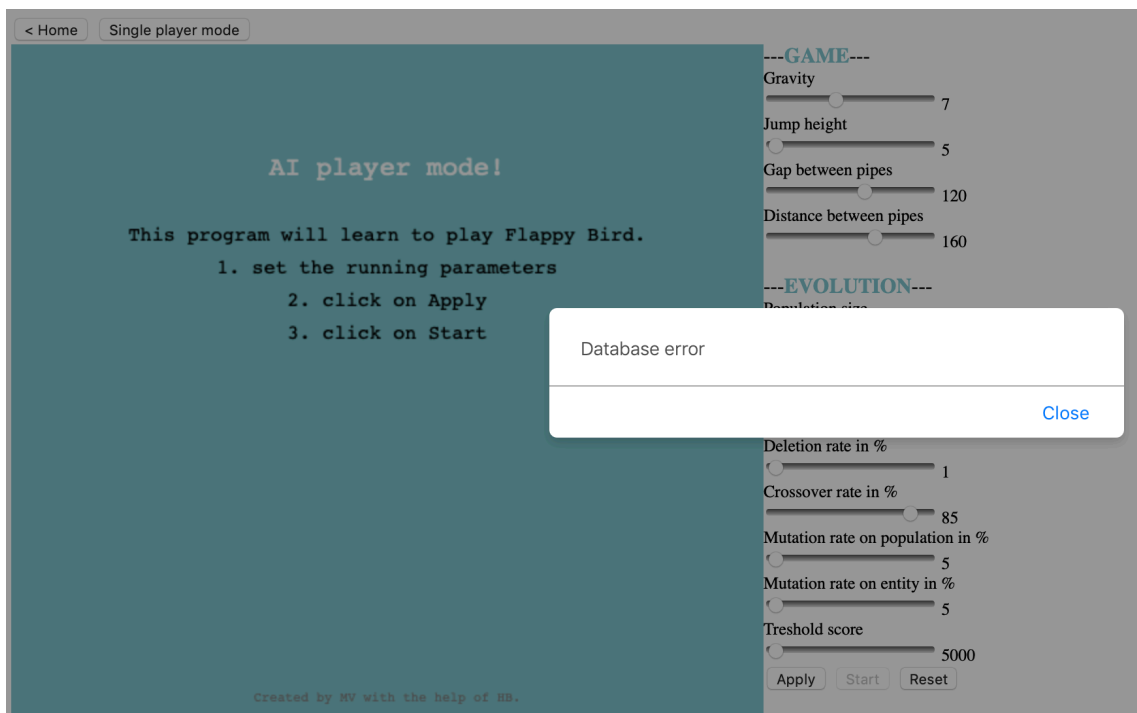 < Home
Single player mode
AI player mode!
This program will learn to play Flappy Bird.
1. set the running parameters
2. click on Apply
3. click on Start
Created by MV with the help of HB.
---GAME---
Gravity
7
Jump height
5
Gap between pipes
120
Distance between pipes
160
---EVOLUTION---
Population size
Database error
Close
Deletion rate in %
1
Crossover rate in %
85
Mutation rate on population in %
5
Mutation rate on entity in %
5
Treshold score
5000
Apply
Start
Reset